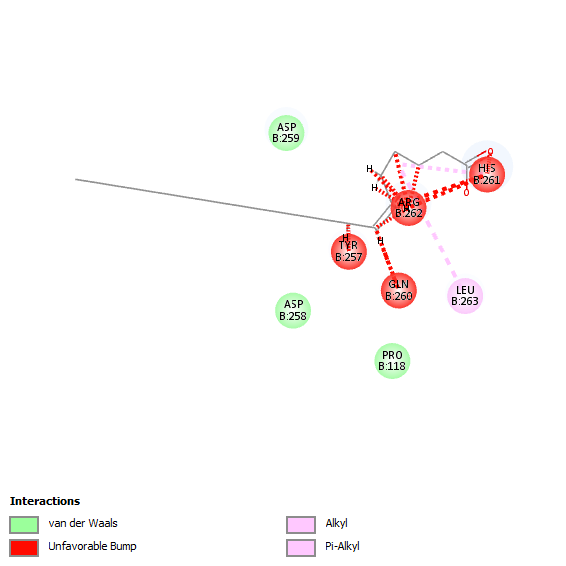 ASP
B:259
H
O
HIS
B:261
H
O
ARG
B:262
H
H
H
TYR
B:257
GLN
B:260
LEU
B:263
ASP
B:258
PRO
B:118
Interactions
van der Waals
Alkyl
Unfavorable Bump
Pi-Alkyl